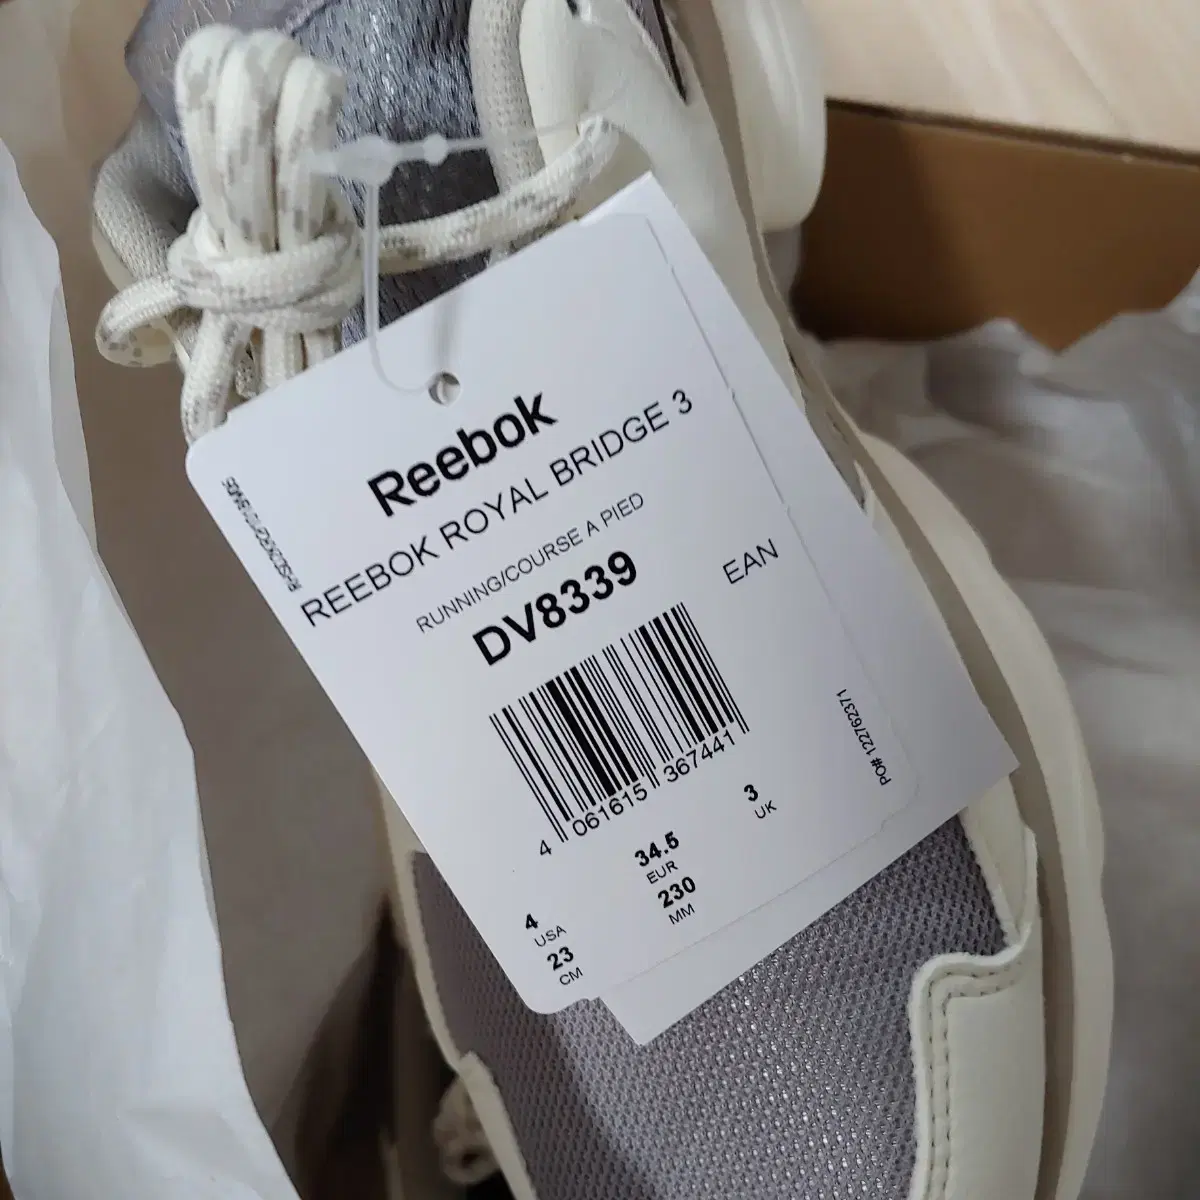 Reebok
REEBOK ROYAL BRIDGE 3
RUNNING/COURSE A PIED
DV8339
EAN
4 061615 367441
4
USA
34.5
EUR
3
UK
23
CM
230
MM
PO# 122762371